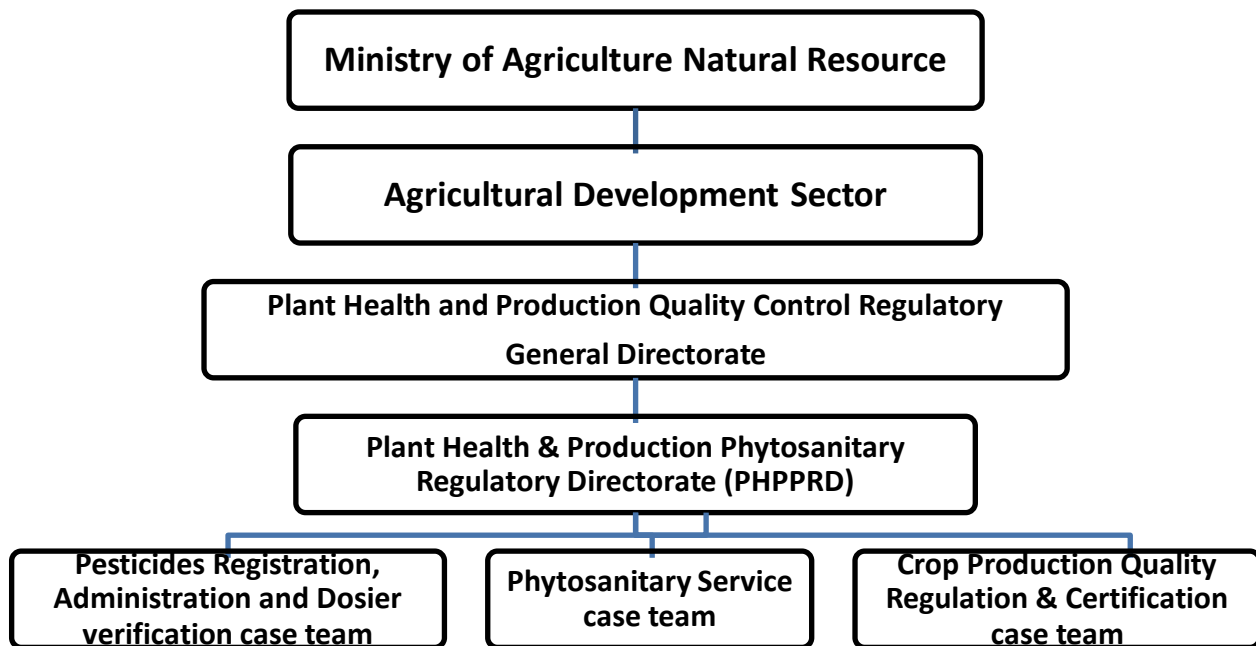 Ministry of Agriculture Natural Resource
Agricultural Development Sector
Plant Health and Production Quality Control Regulatory
General Directorate
Plant Health & Production Phytosanitary
Regulatory Directorate (PHPPRD)
Pesticides Registration,
Administration and Dosier
verification case team
Phytosanitary Service
case team
Crop Production Quality
Regulation & Certification
case team